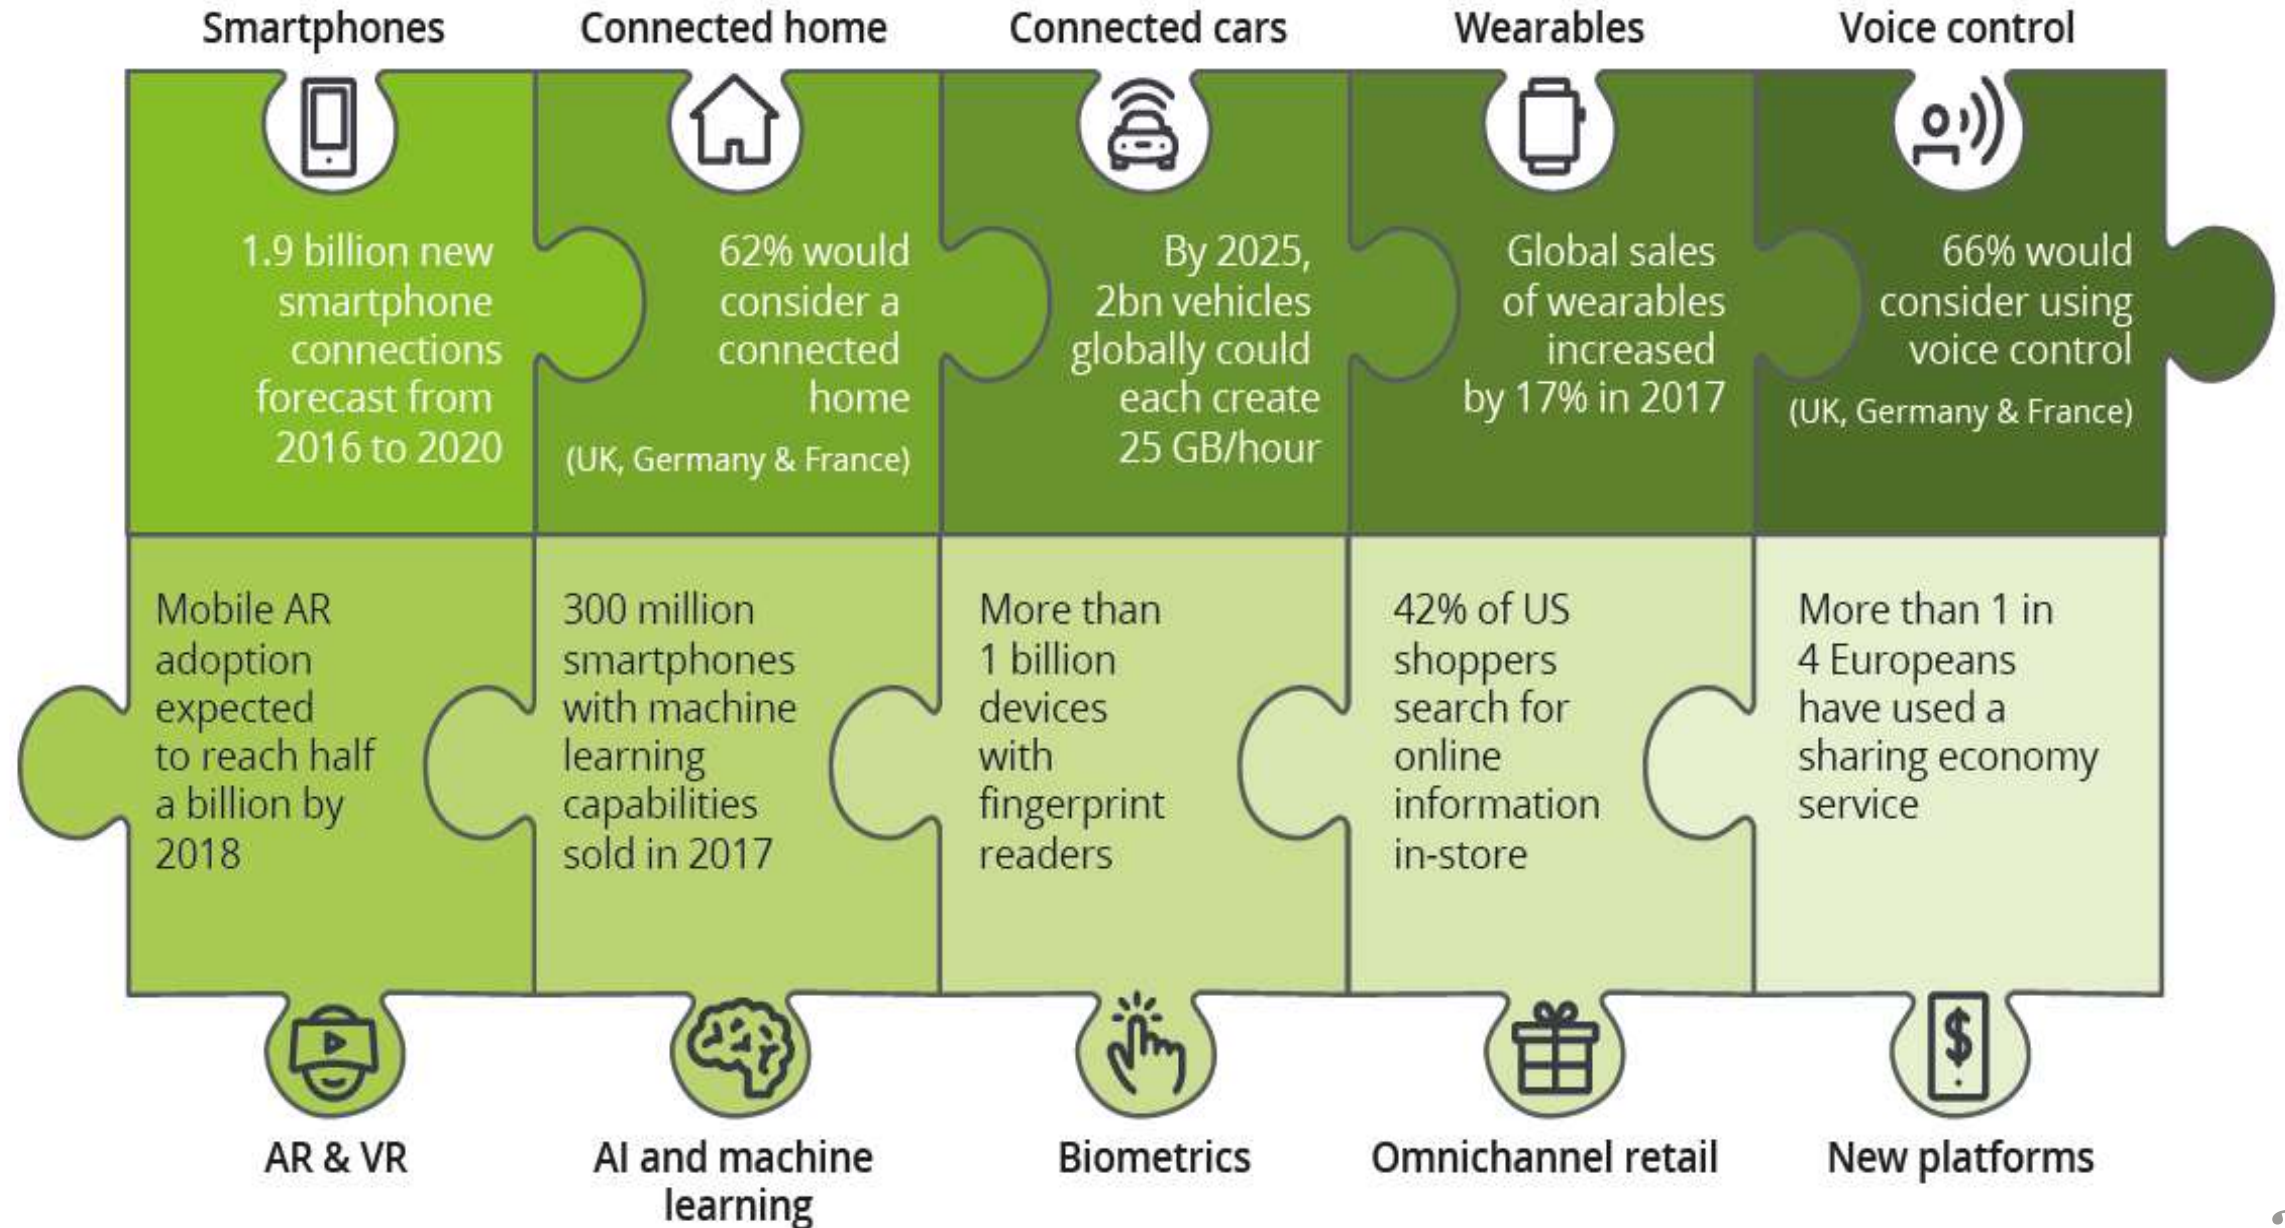 Smartphones
Connected home
Connected cars
Wearables
Voice control
1.9 billion new
smartphone
connections
forecast from
2016 to 2020
62% would
consider a
connected
home
(UK, Germany & France)
By 2025,
2bn vehicles
globally could
each create
25 GB/hour
Global sales
of wearables
increased
by 17% in 2017
66% would
consider using
voice control
(UK, Germany & France)
Mobile AR
adoption
expected
to reach half
a billion by
2018
300 million
smartphones
with machine
learning
capabilities
sold in 2017
More than
1 billion
devices
with
fingerprint
readers
42% of US
shoppers
search for
online
information
in-store
More than 1 in
4 Europeans
have used a
sharing economy
service
$
AR & VR
AI and machine
learning
Biometrics
Omnichannel retail
New platforms